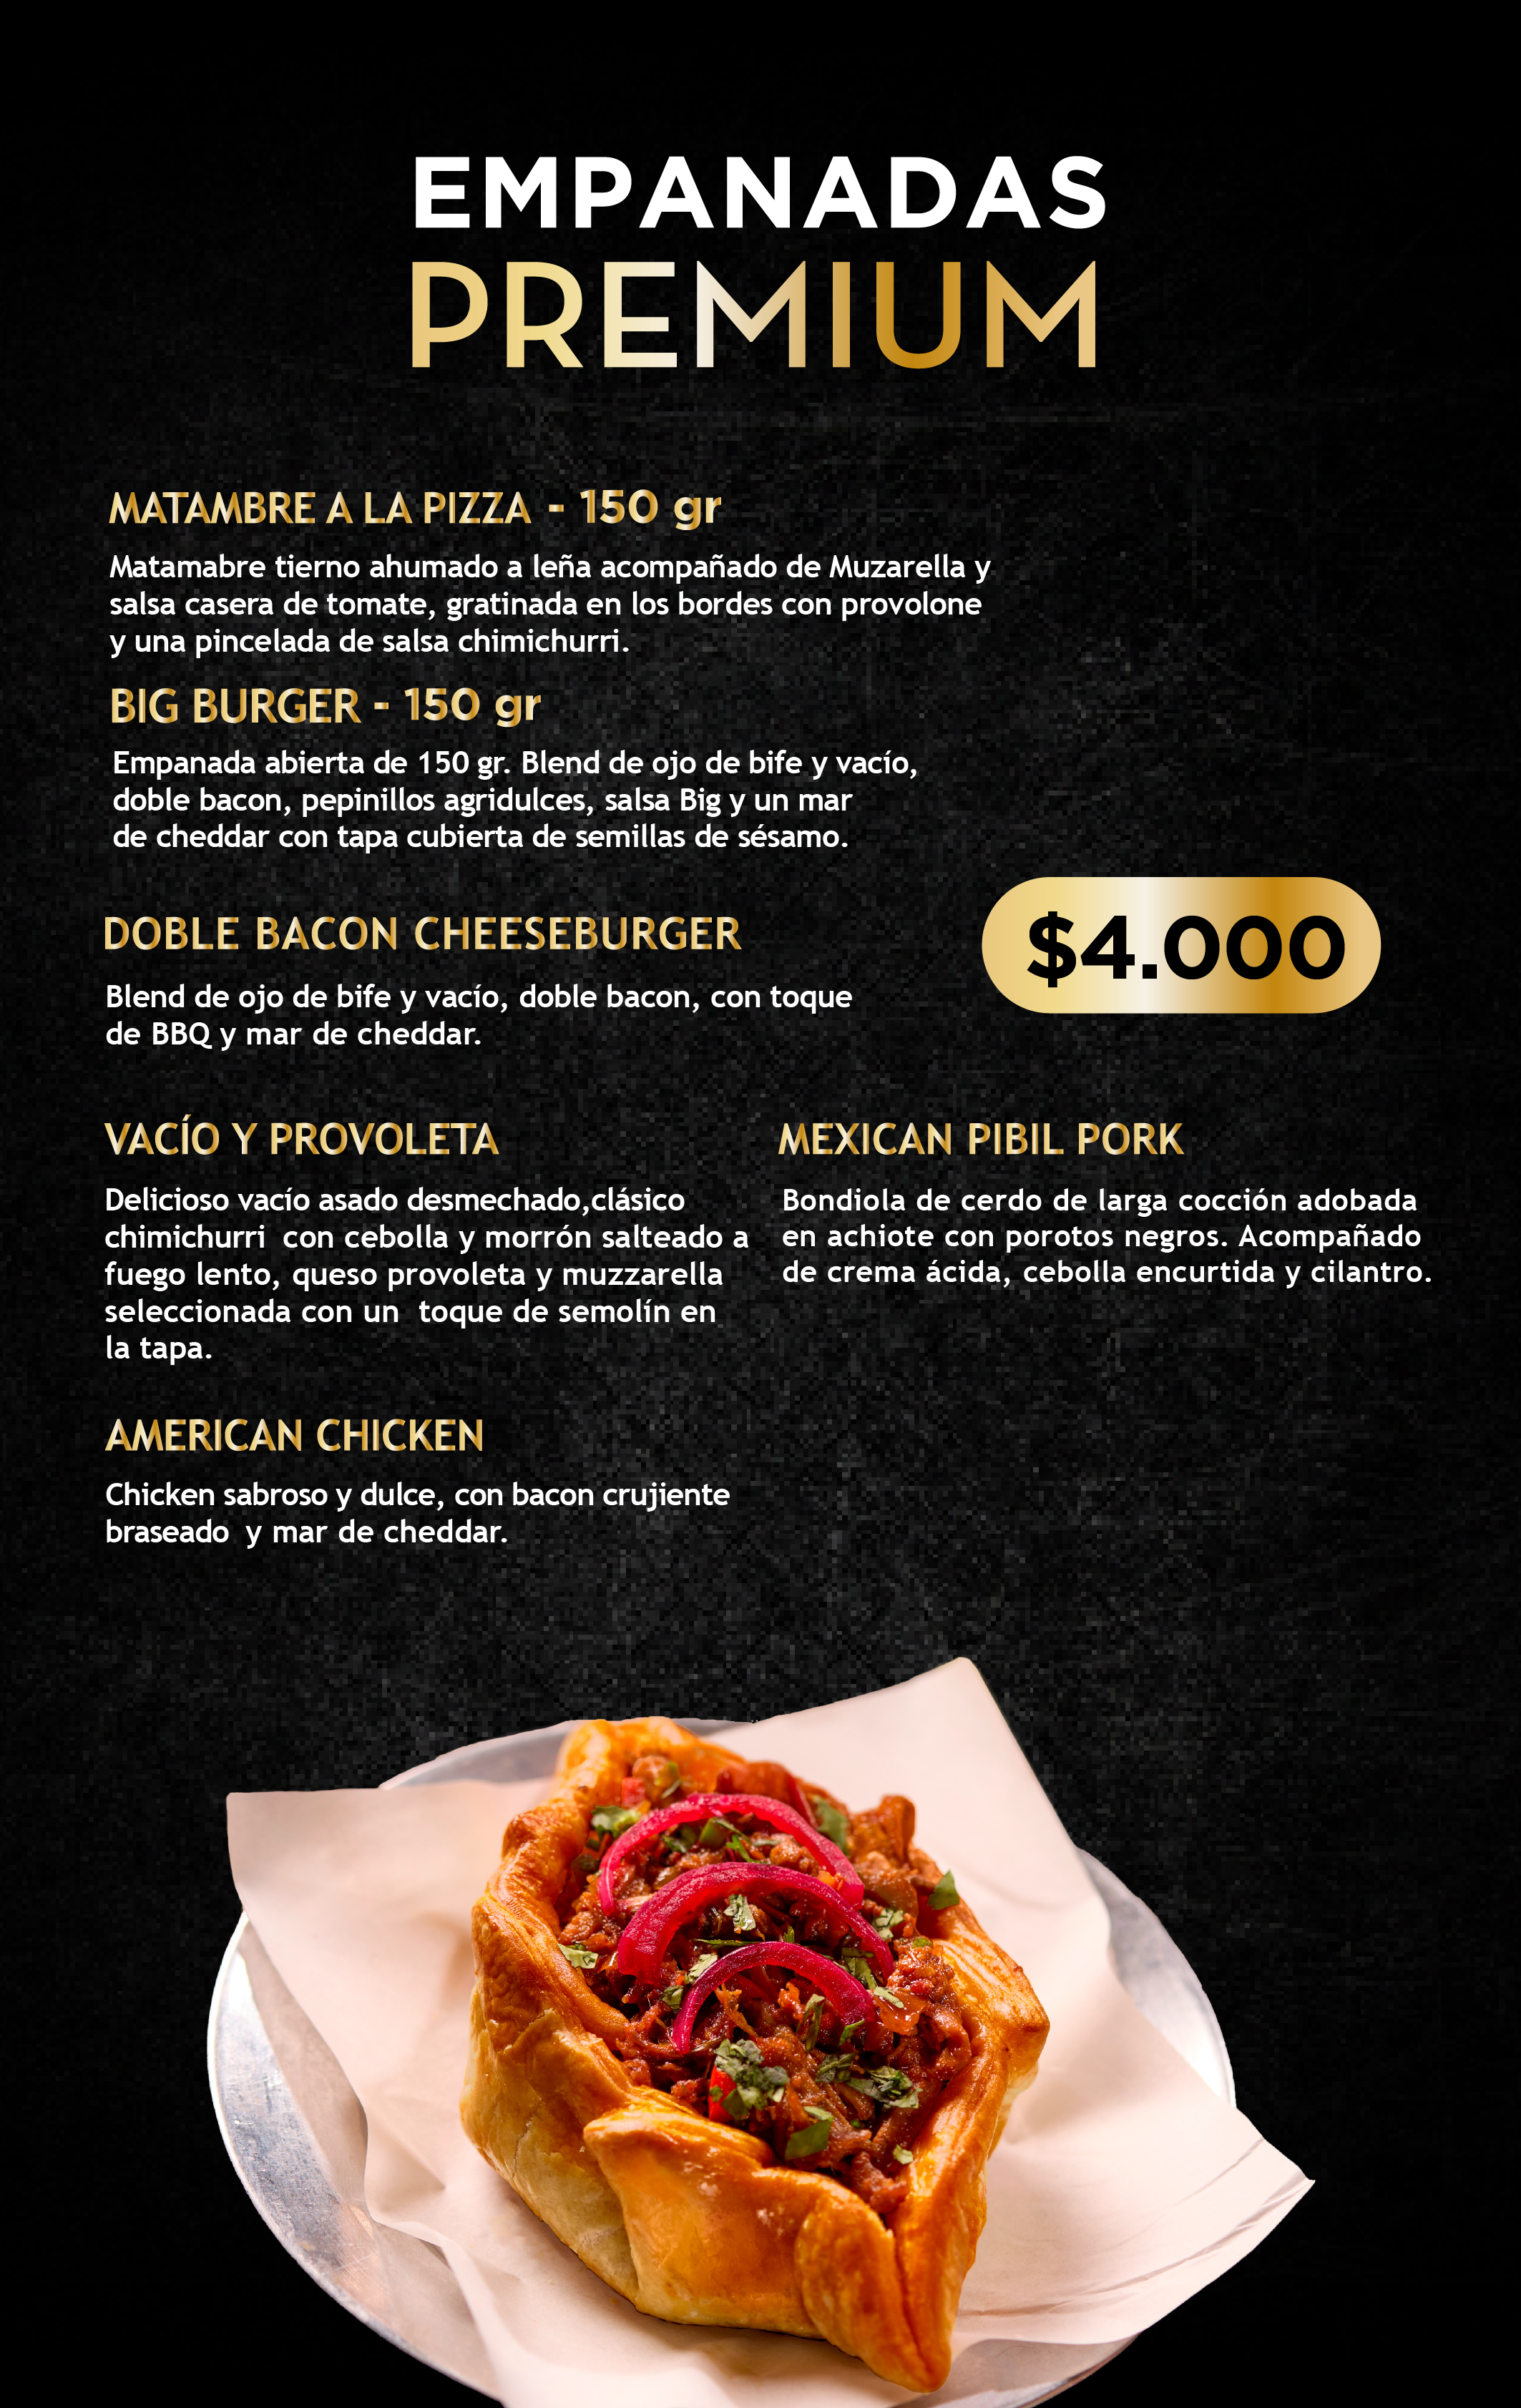 EMPANADAS
PREMIUM
MATAMBRE A LA PIZZA - 150 gr
Matamabre tierno ahumado a leña acompañado de Muzarella y
salsa casera de tomate, gratinada en los bordes con provolone
y una pincelada de salsa chimichurri.
BIG BURGER - 150 gr
Empanada abierta de 150 gr. Blend de ojo de bife y vacío,
doble bacon, pepinillos agridulces, salsa Big y un mar
de cheddar con tapa cubierta de semillas de sésamo.
DOBLE BACON CHEESEBURGER
Blend de ojo de bife y vacío, doble bacon, con toque
de BBQ y mar de cheddar.
$4.000
VACÍO Y PROVOLETA
Delicioso vacío asado desmechado,clásico
chimichurri con cebolla y morrón salteado a
fuego lento, queso provoleta y muzzarella
seleccionada con un toque de semolín en
la tapa.
MEXICAN PIBIL PORK
Bondiola de cerdo de larga cocción adobada
en achiote con porotos negros. Acompañado
de crema ácida, cebolla encurtida y cilantro.
AMERICAN CHICKEN
Chicken sabroso y dulce, con bacon crujiente
braseado y mar de cheddar.